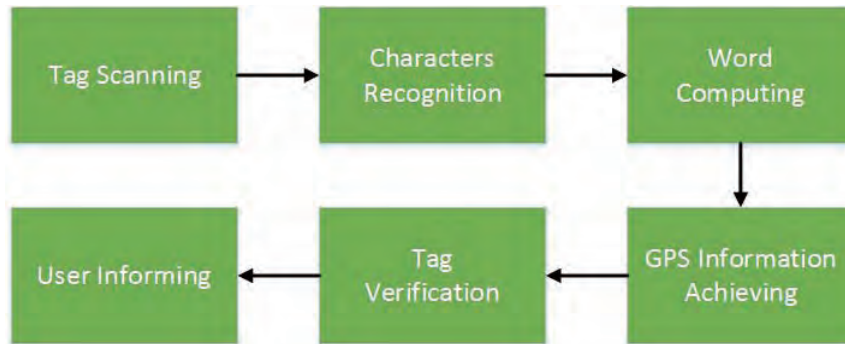 Tag Scanning
Characters
Recognition
Word
Computing
GPS Information
Achieving
Tag
Verification
User Informing